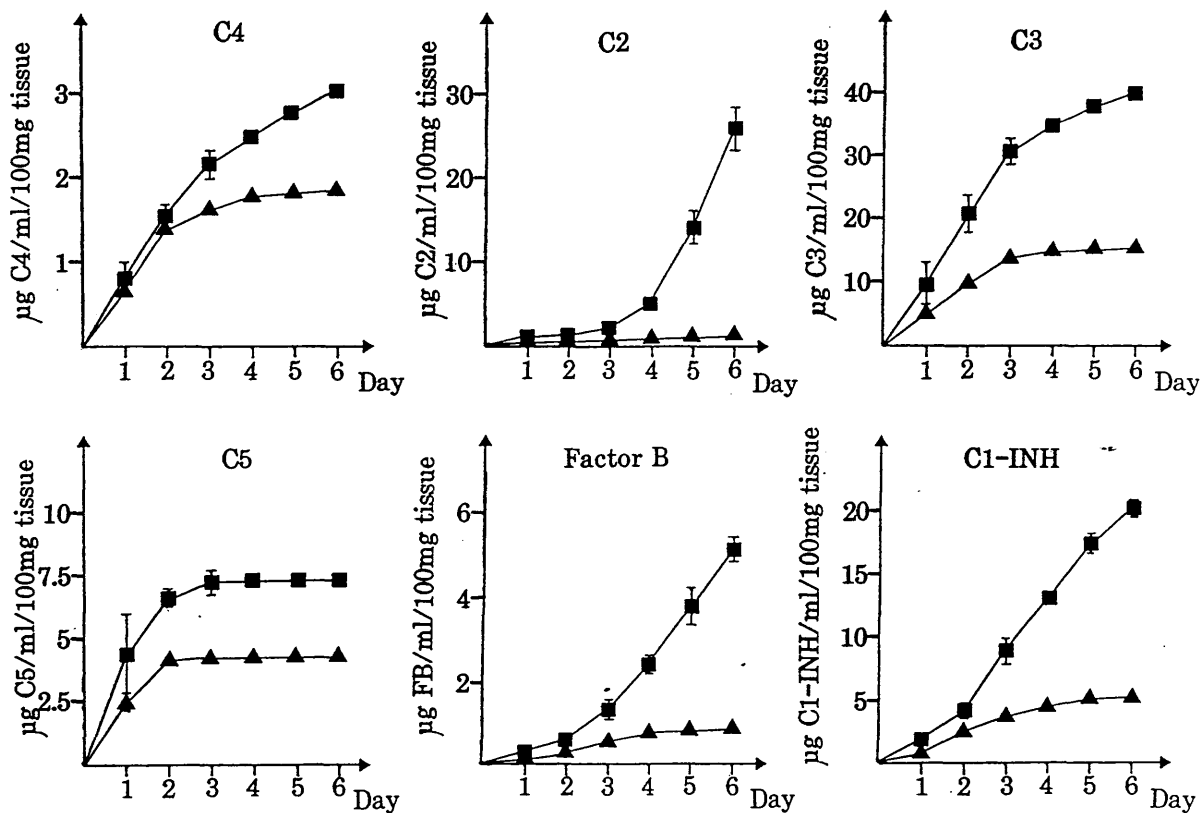 C4
µg C4/ml/100mg tissue
3
2
1
1 2 3 4 5 6 Day
C2
µg C2/ml/100mg tissue
30
20
10
1 2 3 4 5 6 Day
C3
µg C3/ml/100mg tissue
40
30
20
10
1 2 3 4 5 6 Day
C5
µg C5/ml/100mg tissue
10
7.5
5
2.5
1 2 3 4 5 6 Day
Factor B
µg FB/ml/100mg tissue
6
4
2
1 2 3 4 5 6 Day
C1-INH
µg C1-INH/ml/100mg tissue
20
15
10
5
1 2 3 4 5 6 Day